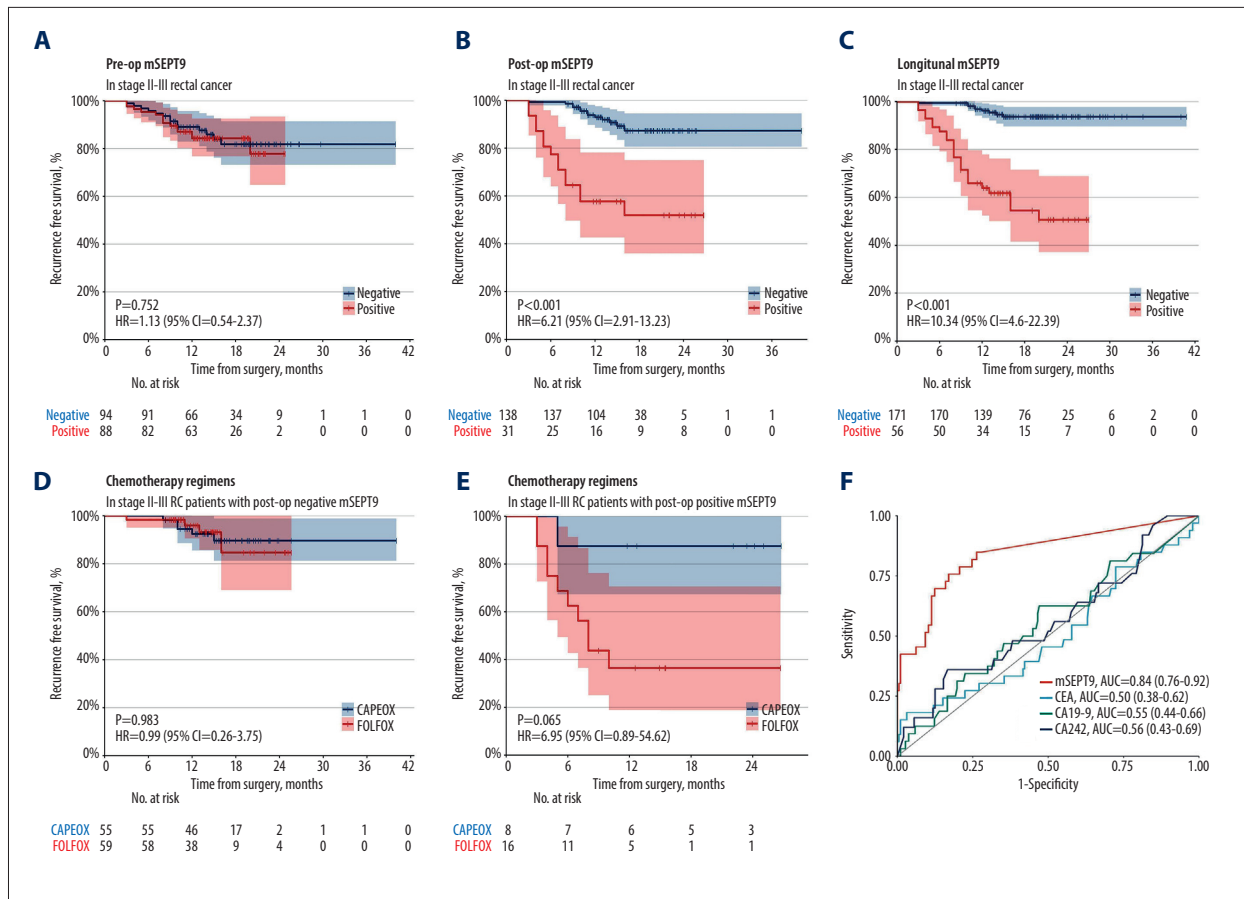 A
Pre-op mSEPT9
In stage II-III rectal cancer
100%
80%
60%
40%
20%
0%
Recurrence free survival, %
P=0.752
HR=1.13 (95% CI=0.54-2.37)
Negative
Positive
0 6 12 18 24 30 36 42
Time from surgery, months
No. at risk
Negative 94 91 66 34 9 1 1 0
Positive 88 82 63 26 2 0 0 0
B
Post-op mSEPT9
In stage II-III rectal cancer
100%
80%
60%
40%
20%
0%
Recurrence free survival, %
P<0.001
HR=6.21 (95% CI=2.91-13.23)
Negative
Positive
0 6 12 18 24 30 36
Time from surgery, months
No. at risk
Negative 138 137 104 38 5 1 1
Positive 31 25 16 9 8 0 0
C
Longitunal mSEPT9
In stage II-III rectal cancer
100%
80%
60%
40%
20%
0%
Recurrence free survival, %
P<0.001
HR=10.34 (95% CI=4.6-22.39)
Negative
Positive
0 6 12 18 24 30 36 42
Time from surgery, months
No. at risk
Negative 171 170 139 76 25 6 2 0
Positive 56 50 34 15 7 0 0 0
D
Chemotherapy regimens
In stage II-III RC patients with post-op negative mSEPT9
100%
80%
60%
40%
20%
0%
Recurrence free survival, %
P=0.983
HR=0.99 (95% CI=0.26-3.75)
CAPEOX
FOLFOX
0 6 12 18 24 30 36 42
Time from surgery, months
No. at risk
CAPEOX 55 55 46 17 2 1 1 0
FOLFOX 59 58 38 9 4 0 0 0
E
Chemotherapy regimens
In stage II-III RC patients with post-op positive mSEPT9
100%
80%
60%
40%
20%
0%
Recurrence free survival, %
P=0.065
HR=6.95 (95% CI=0.89-54.62)
CAPEOX
FOLFOX
0 6 12 18 24
Time from surgery, months
No. at risk
CAPEOX 8 7 6 5 3
FOLFOX 16 11 5 1 1
F
1.00
0.75
0.50
0.25
0.00
Sensitivity
mSEPT9, AUC=0.84 (0.76-0.92)
CEA, AUC=0.50 (0.38-0.62)
CA19-9, AUC=0.55 (0.44-0.66)
CA242, AUC=0.56 (0.43-0.69)
0.00 0.25 0.50 0.75 1.00
1-Specificity